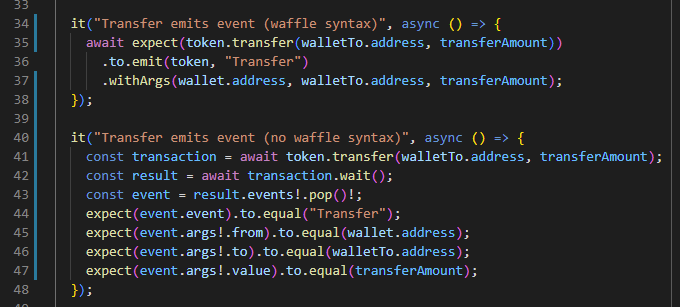 33
34 it("Transfer emits event (waffle syntax)", async () => {
35 await expect(token.transfer(walletTo.address, transferAmount))
36 .to.emit(token, "Transfer")
37 .withArgs(wallet.address, walletTo.address, transferAmount);
38 });
39
40 it("Transfer emits event (no waffle syntax)", async () => {
41 const transaction = await token.transfer(walletTo.address, transferAmount);
42 const result = await transaction.wait();
43 const event = result.events!.pop()!;
44 expect(event.event).to.equal("Transfer");
45 expect(event.args!.from).to.equal(wallet.address);
46 expect(event.args!.to).to.equal(walletTo.address);
47 expect(event.args!.value).to.equal(transferAmount);
48 });